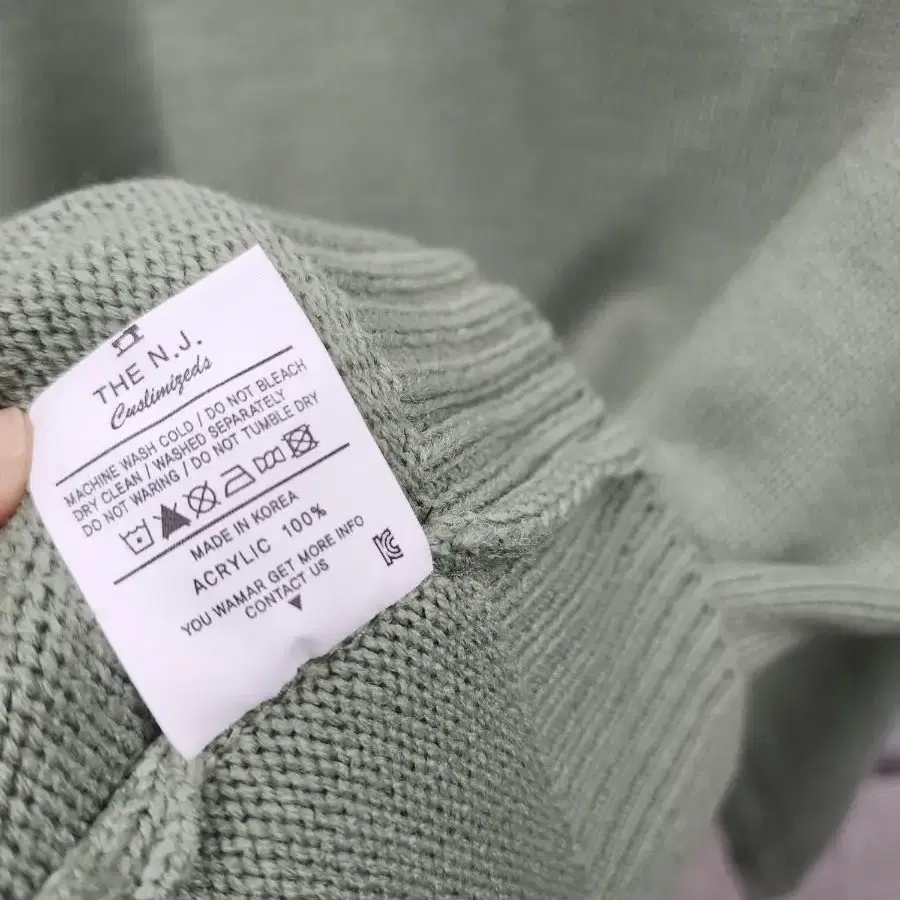 THE N.J.
Cuslimizeds
MACHINE WASH COLD / DO NOT BLEACH
DRY CLEAN / WASHED SEPARATELY
DO NOT WARING / DO NOT TUMBLE DRY
MADE IN KOREA
ACRYLIC 100%
YOU WAMAR GET MORE INFO
CONTACT US